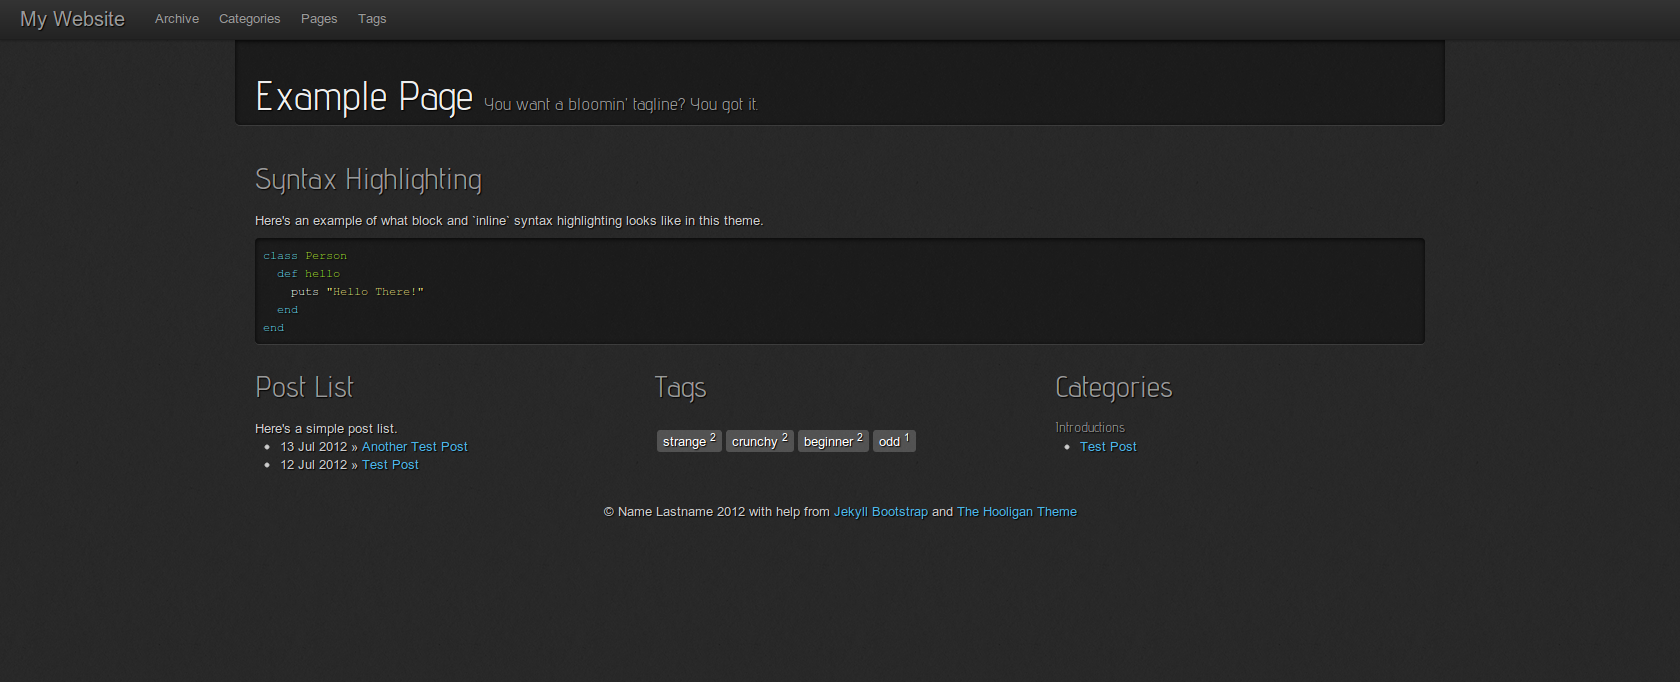 My Website Archive Categories Pages Tags
Example Page You want a bloomin' tagline? You got it.
Syntax Highlighting
Here's an example of what block and `inline` syntax highlighting looks like in this theme.
class Person
  def hello
    puts "Hello There!"
  end
end
Post List
Here's a simple post list.
13 Jul 2012 » Another Test Post
12 Jul 2012 » Test Post
Tags
strange 2 crunchy 2 beginner 2 odd 1
Categories
Introductions
Test Post
© Name Lastname 2012 with help from Jekyll Bootstrap and The Hooligan Theme